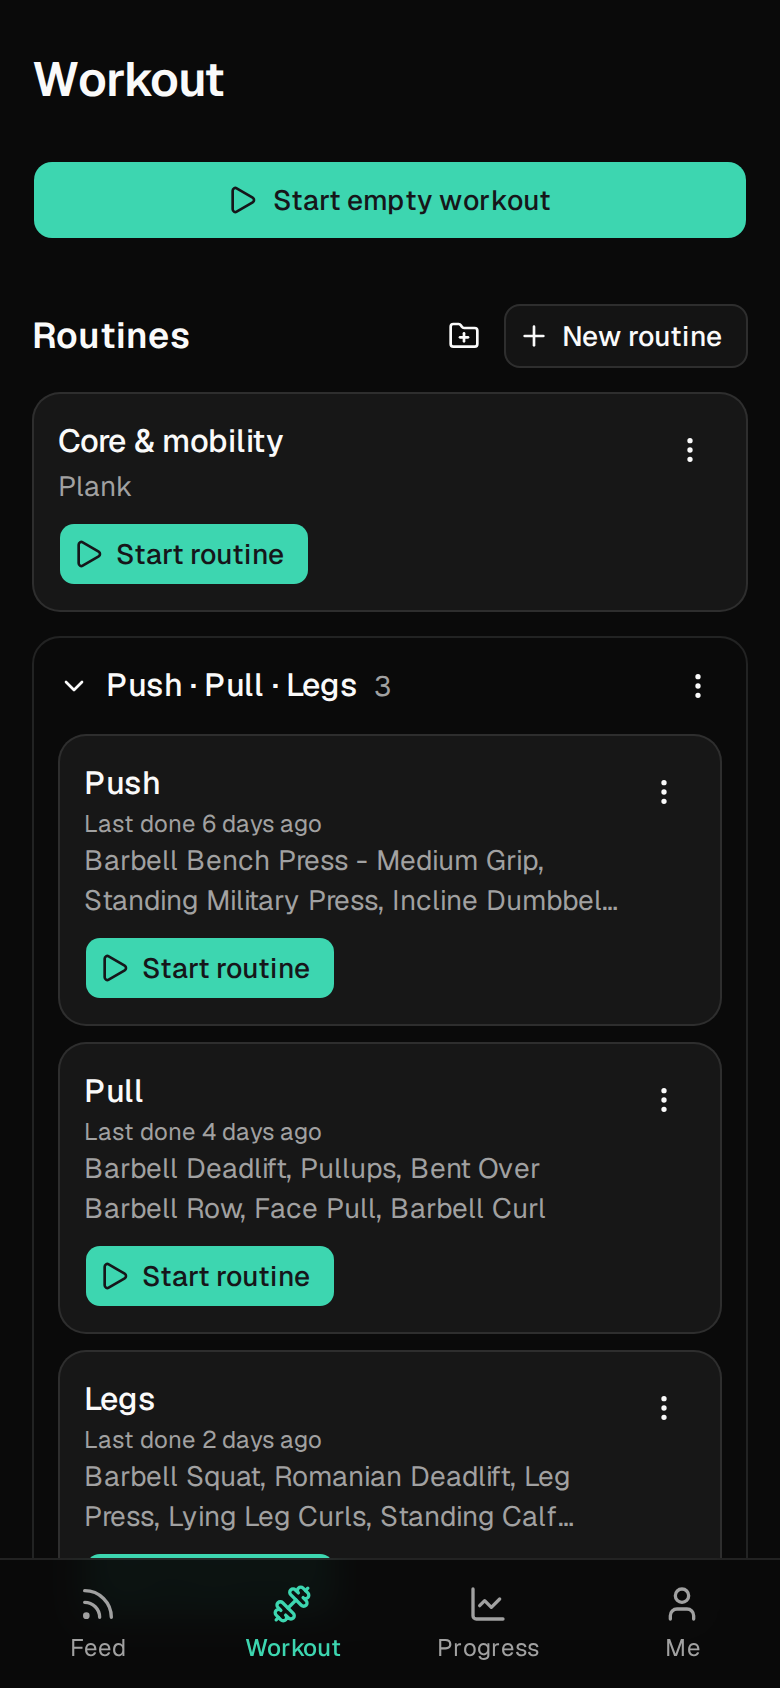 Workout
Start empty workout
Routines
New routine
Core & mobility
Plank
Start routine
Push · Pull · Legs 3
Push
Last done 6 days ago
Barbell Bench Press - Medium Grip,
Standing Military Press, Incline Dumbbel...
Start routine
Pull
Last done 4 days ago
Barbell Deadlift, Pullups, Bent Over
Barbell Row, Face Pull, Barbell Curl
Start routine
Legs
Last done 2 days ago
Barbell Squat, Romanian Deadlift, Leg
Press, Lying Leg Curls, Standing Calf...
Feed
Workout
Progress
Me